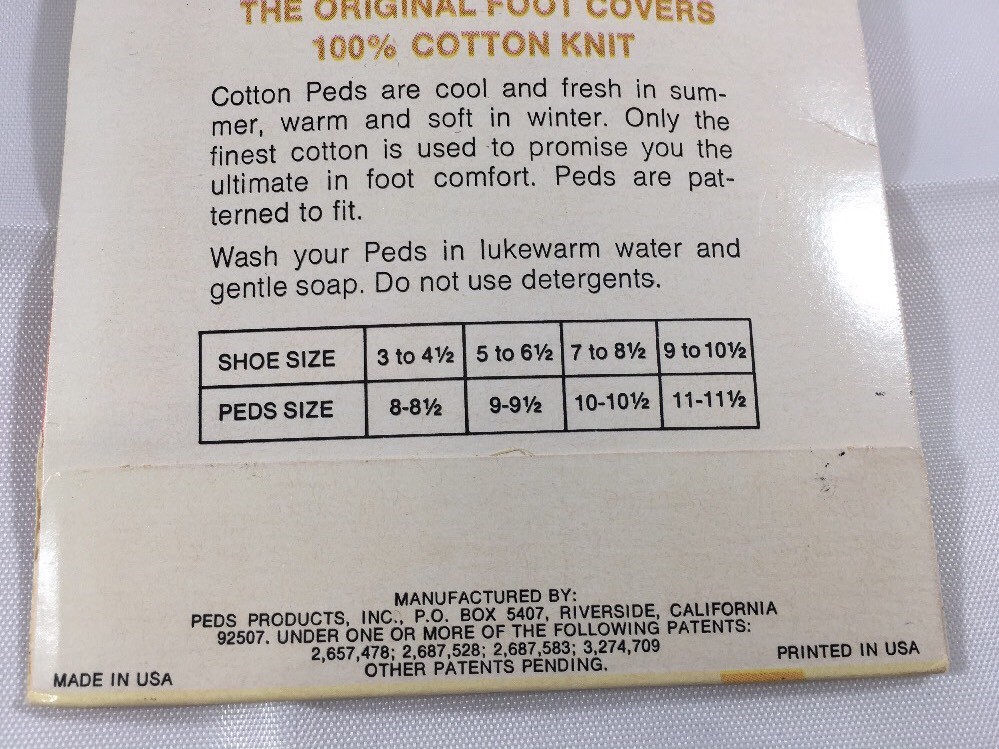 THE ORIGINAL FOOT COVERS
100% COTTON KNIT
Cotton Peds are cool and fresh in sum-
mer, warm and soft in winter. Only the
finest cotton is used to promise you the
ultimate in foot comfort. Peds are pat-
terned to fit.
Wash your Peds in lukewarm water and
gentle soap. Do not use detergents.
SHOE SIZE 3 to 4½ 5 to 6½ 7 to 8½ 9 to 10½
PEDS SIZE 8-8½ 9-9½ 10-10½ 11-11½
MANUFACTURED BY:
PEDS PRODUCTS, INC., P.O. BOX 5407, RIVERSIDE, CALIFORNIA
92507. UNDER ONE OR MORE OF THE FOLLOWING PATENTS:
2,657,478; 2,687,528; 2,687,583; 3,274,709
OTHER PATENTS PENDING.
MADE IN USA
PRINTED IN USA